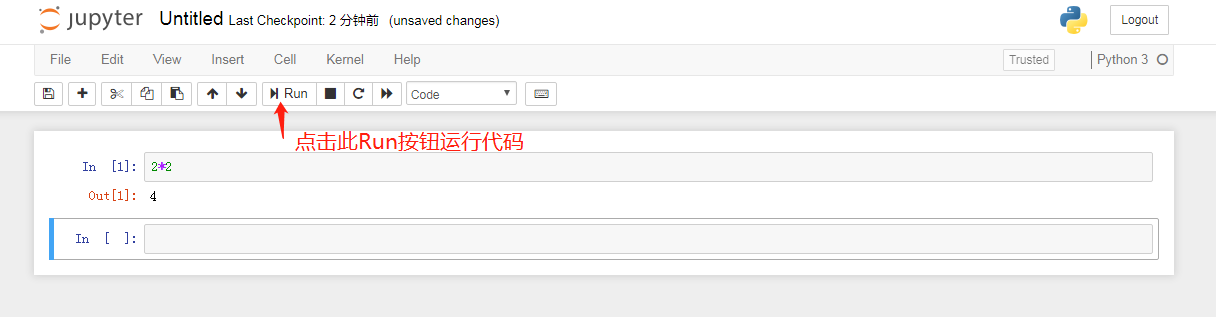 jupyter Untitled Last Checkpoint: 2 分钟前 (unsaved changes) Logout
File Edit View Insert Cell Kernel Help Trusted Python 3
Run Code
点击此Run按钮运行代码
In [1]: 2*2
Out[1]: 4
In [ ]: